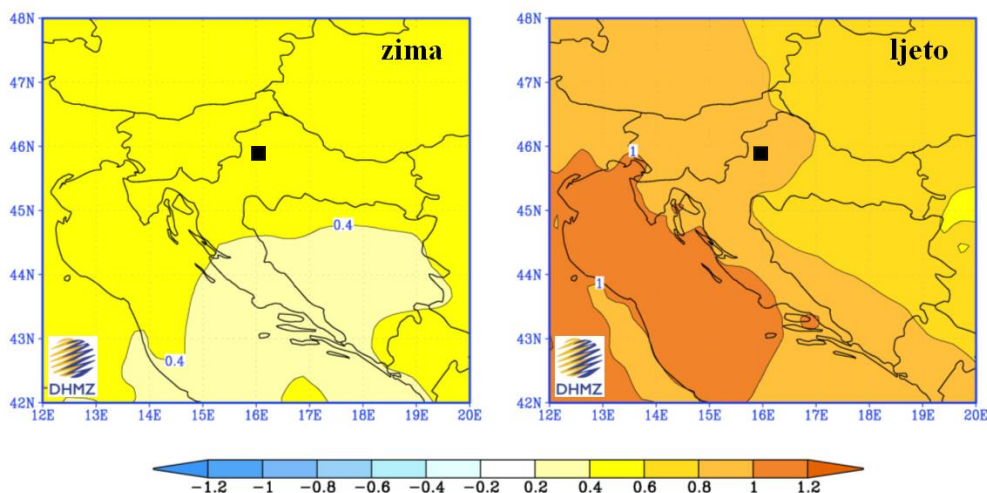 zima
48N
47N
46N
45N
44N
43N
42N
0.4
0.4
DHMZ
12E 13E 14E 15E 16E 17E 18E 19E 20E
ljeto
48N
47N
46N
45N
44N
43N
42N
1
1
DHMZ
12E 13E 14E 15E 16E 17E 18E 19E 20E
-1.2 -1 -0.8 -0.6 -0.4 -0.2 0.2 0.4 0.6 0.8 1 1.2